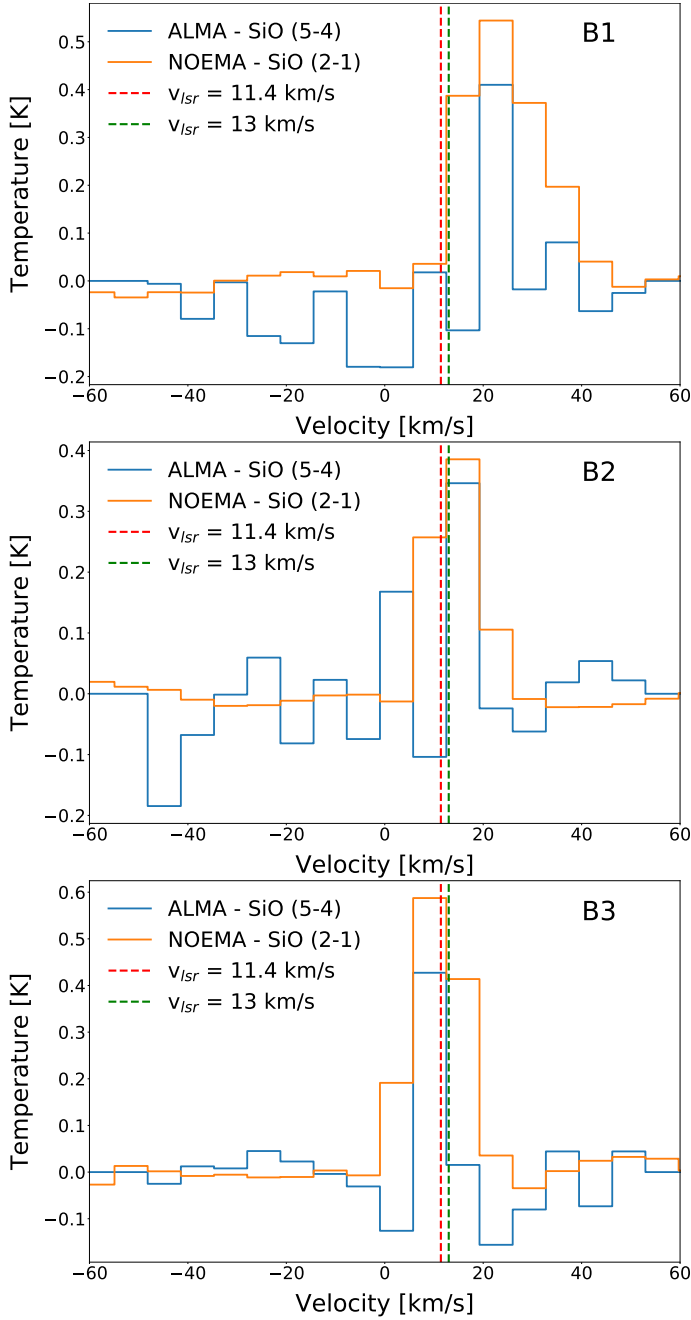 B1
ALMA - SiO (5-4)
NOEMA - SiO (2-1)
v_lsr = 11.4 km/s
v_lsr = 13 km/s
Temperature [K]
0.5
0.4
0.3
0.2
0.1
0.0
−0.1
−0.2
−60 −40 −20 0 20 40 60
Velocity [km/s]
B2
ALMA - SiO (5-4)
NOEMA - SiO (2-1)
v_lsr = 11.4 km/s
v_lsr = 13 km/s
Temperature [K]
0.4
0.3
0.2
0.1
0.0
−0.1
−0.2
−60 −40 −20 0 20 40 60
Velocity [km/s]
B3
ALMA - SiO (5-4)
NOEMA - SiO (2-1)
v_lsr = 11.4 km/s
v_lsr = 13 km/s
Temperature [K]
0.6
0.5
0.4
0.3
0.2
0.1
0.0
−0.1
−60 −40 −20 0 20 40 60
Velocity [km/s]